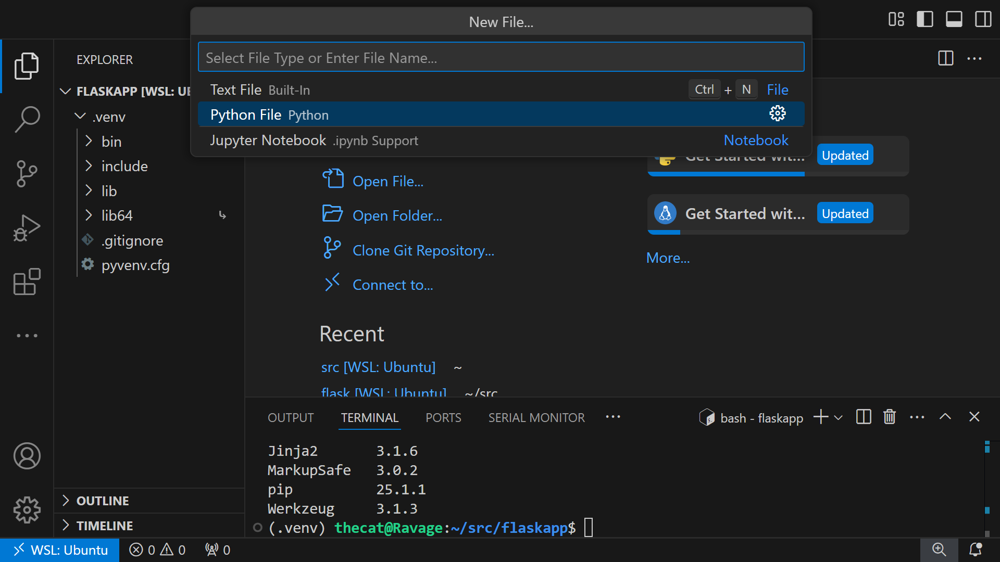 New File...
Select File Type or Enter File Name...
Text File Built-In Ctrl + N File
Python File Python
Jupyter Notebook .ipynb Support Notebook
EXPLORER
FLASKAPP [WSL: UB
.venv
bin
include
lib
lib64
.gitignore
pyvenv.cfg
OUTLINE
TIMELINE
Open File...
Open Folder...
Clone Git Repository...
Connect to...
Recent
src [WSL: Ubuntu] ~
flask [WSL: Ubuntu] ~/src
Get Started wit... Updated
Get Started wit... Updated
More...
OUTPUT TERMINAL PORTS SERIAL MONITOR
bash - flaskapp
Jinja2 3.1.6
MarkupSafe 3.0.2
pip 25.1.1
Werkzeug 3.1.3
(.venv) thecat@Ravage:~/src/flaskapp$
WSL: Ubuntu 0 0 0